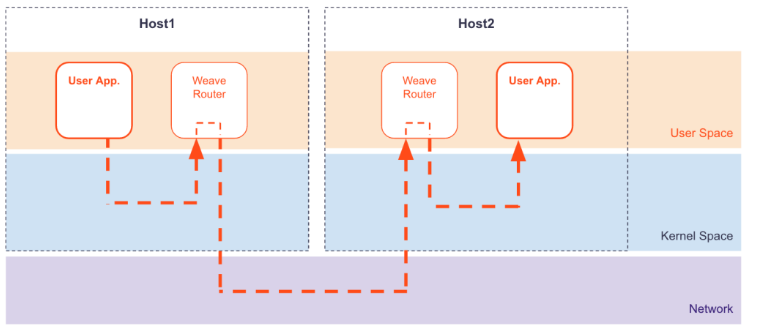 Host1
Host2
User App.
Weave
Router
Weave
Router
User App.
User Space
Kernel Space
Network